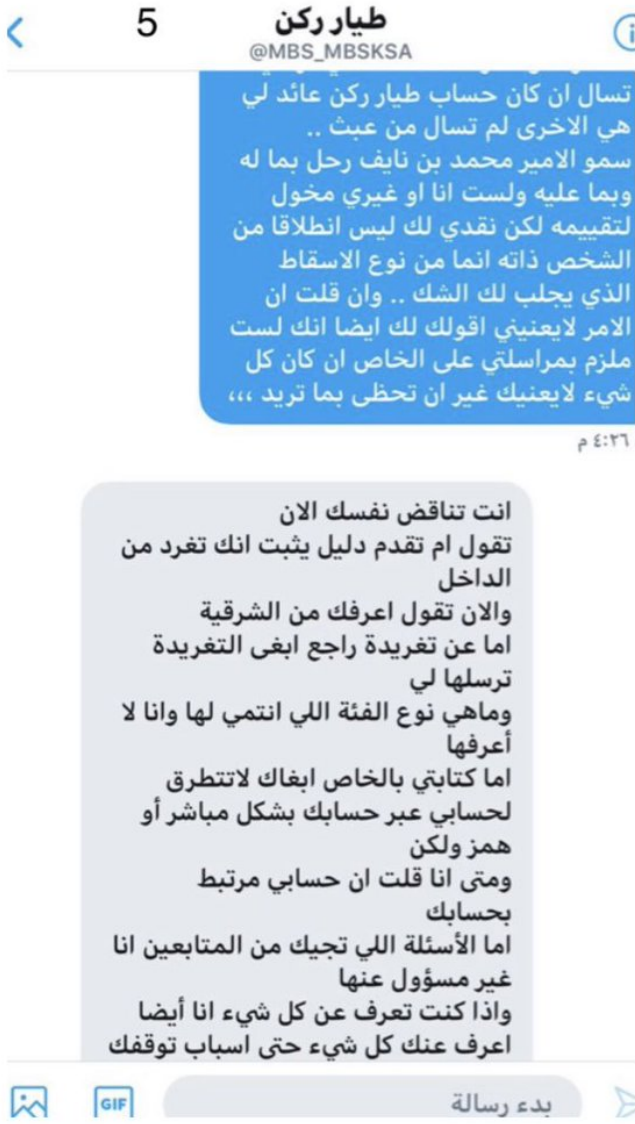 5
طيار ركن
@MBS_MBSKSA
تسال ان كان حساب طيار ركن عائد لي
هي الاخرى لم تسال من عبث ..
سمو الامير محمد بن نايف رحل بما له
وبما عليه ولست انا او غيري مخول
لتقييمه لكن نقدي لك ليس انطلاقا من
الشخص ذاته انما من نوع الاسقاط
الذي يجلب لك الشك .. وان قلت ان
الامر لايعنيني اقولك لك ايضا انك لست
ملزم بمراسلتي على الخاص ان كان كل
شيء لايعنيك غير ان تحظى بما تريد ،،،
٤:٢٦ م
انت تناقض نفسك الان
تقول ام تقدم دليل يثبت انك تغرد من
الداخل
والان تقول اعرفك من الشرقية
اما عن تغريدة راجع ابغى التغريدة
ترسلها لي
وماهي نوع الفئة اللي انتمي لها وانا لا
أعرفها
اما كتابتي بالخاص ابغاك لاتتطرق
لحسابي عبر حسابك بشكل مباشر أو
همز ولكن
ومتى انا قلت ان حسابي مرتبط
بحسابك
اما الأسئلة اللي تجيك من المتابعين انا
غير مسؤول عنها
واذا كنت تعرف عن كل شيء انا أيضا
اعرف عنك كل شيء حتى اسباب توقفك
GIF
بدء رسالة